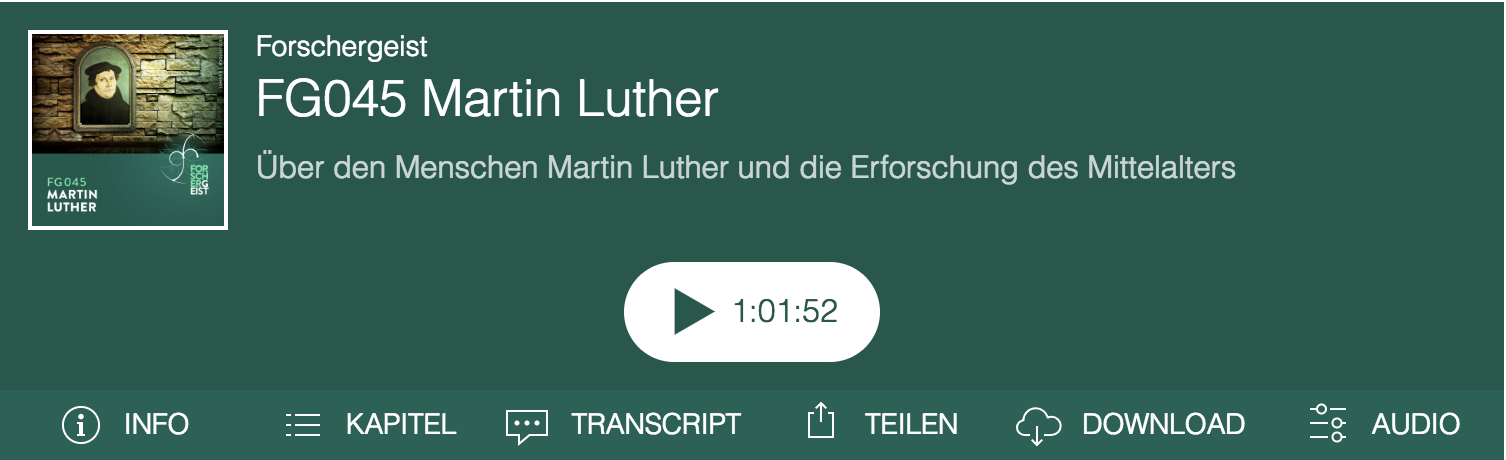 Forschergeist
FG045 Martin Luther
Über den Menschen Martin Luther und die Erforschung des Mittelalters
FG045
MARTIN
LUTHER
FOR
SCH
ERG
EIST
1:01:52
INFO
KAPITEL
TRANSCRIPT
TEILEN
DOWNLOAD
AUDIO